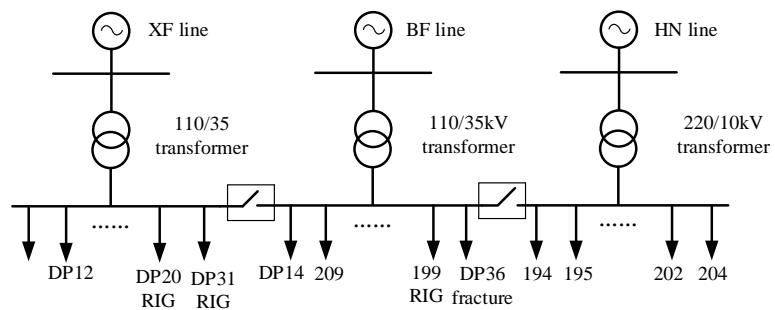 XF line
BF line
HN line
110/35
transformer
110/35kV
transformer
220/10kV
transformer
......
......
......
DP12
DP20
RIG
DP31
RIG
DP14
209
199
RIG
DP36
fracture
194
195
202
204